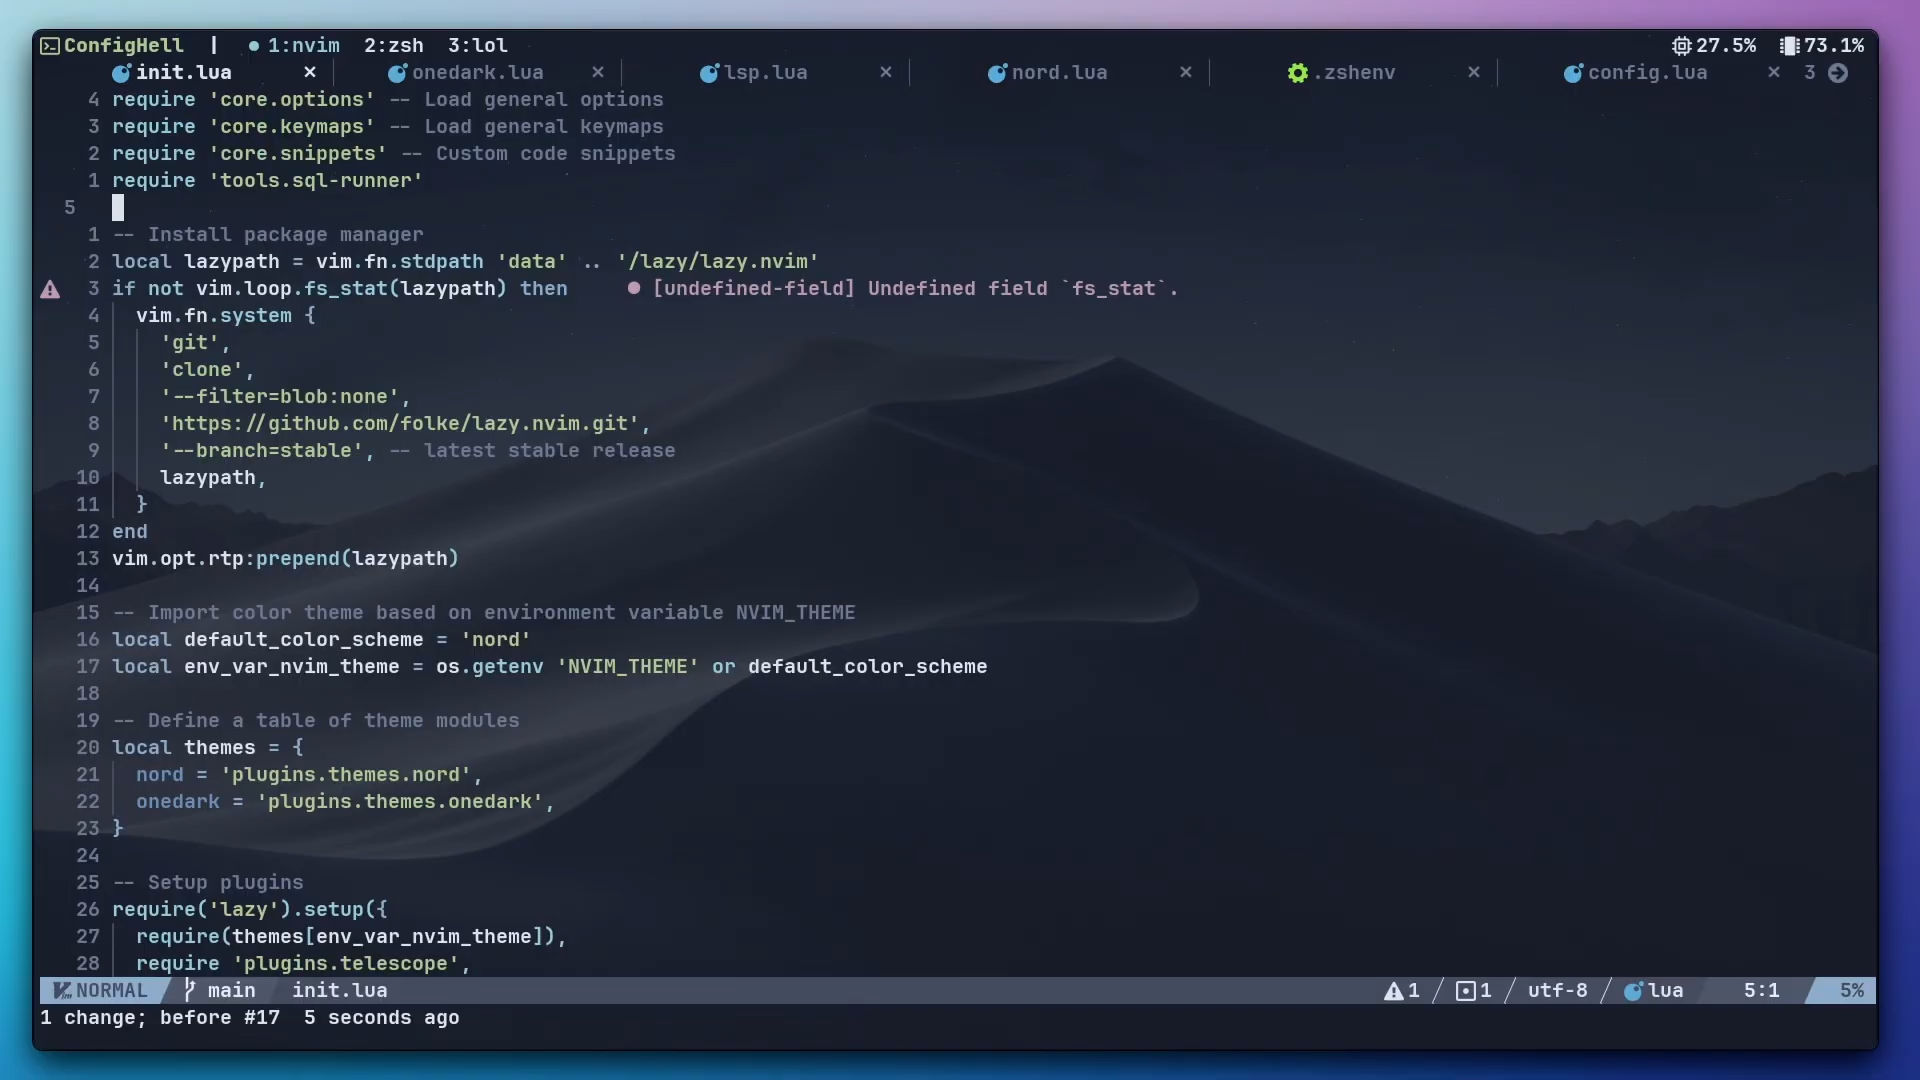 ConfigHell | ● 1:nvim 2:zsh 3:lol 27.5% 73.1%
init.lua × onedark.lua × lsp.lua × nord.lua × .zshenv × config.lua × 3
4 require 'core.options' -- Load general options
3 require 'core.keymaps' -- Load general keymaps
2 require 'core.snippets' -- Custom code snippets
1 require 'tools.sql-runner'
5
1 -- Install package manager
2 local lazypath = vim.fn.stdpath 'data' .. '/lazy/lazy.nvim'
3 if not vim.loop.fs_stat(lazypath) then ● [undefined-field] Undefined field `fs_stat`.
4 vim.fn.system {
5 'git',
6 'clone',
7 '--filter=blob:none',
8 'https://github.com/folke/lazy.nvim.git',
9 '--branch=stable', -- latest stable release
10 lazypath,
11 }
12 end
13 vim.opt.rtp:prepend(lazypath)
14
15 -- Import color theme based on environment variable NVIM_THEME
16 local default_color_scheme = 'nord'
17 local env_var_nvim_theme = os.getenv 'NVIM_THEME' or default_color_scheme
18
19 -- Define a table of theme modules
20 local themes = {
21 nord = 'plugins.themes.nord',
22 onedark = 'plugins.themes.onedark',
23 }
24
25 -- Setup plugins
26 require('lazy').setup({
27 require(themes[env_var_nvim_theme]),
28 require 'plugins.telescope',
NORMAL main init.lua 1 / 1 / utf-8 / lua 5:1 5%
1 change; before #17 5 seconds ago